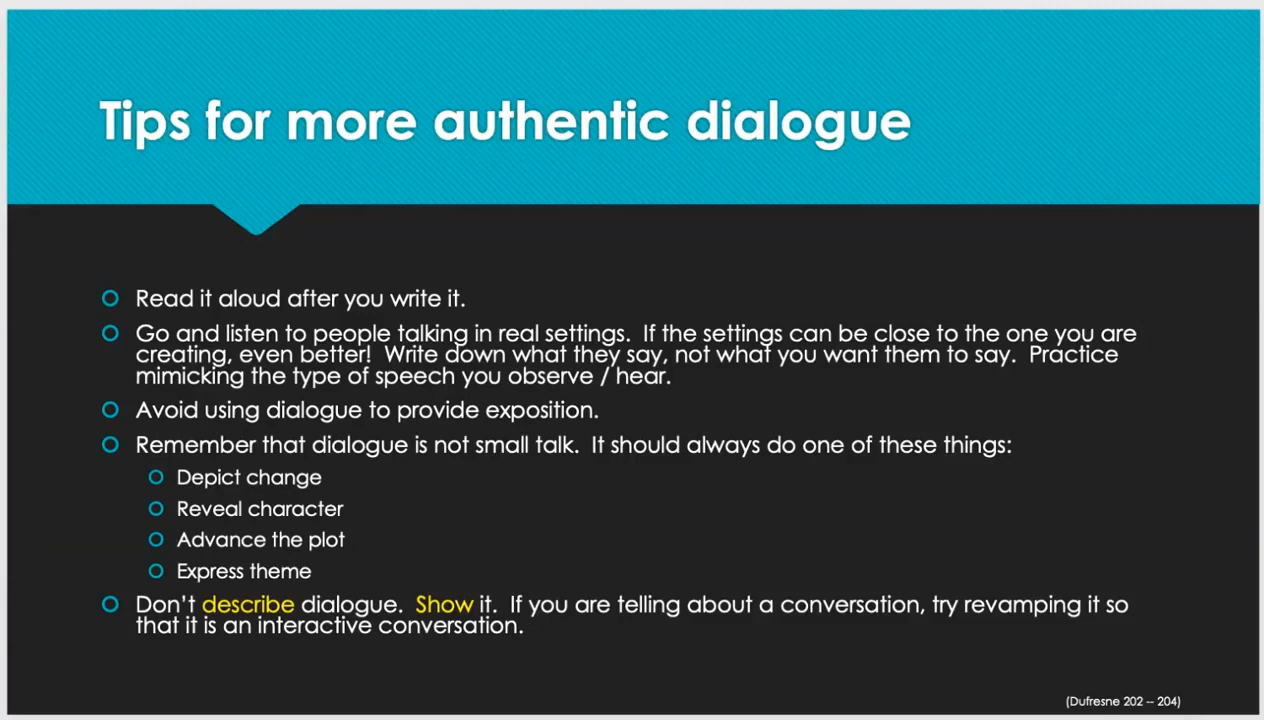 Tips for more authentic dialogue
Read it aloud after you write it.
Go and listen to people talking in real settings.  If the settings can be close to the one you are
creating, even better!  Write down what they say, not what you want them to say.  Practice
mimicking the type of speech you observe / hear.
Avoid using dialogue to provide exposition.
Remember that dialogue is not small talk.  It should always do one of these things:
Depict change
Reveal character
Advance the plot
Express theme
Don’t describe dialogue.  Show it.  If you are telling about a conversation, try revamping it so
that it is an interactive conversation.
(Dufresne 202 -- 204)